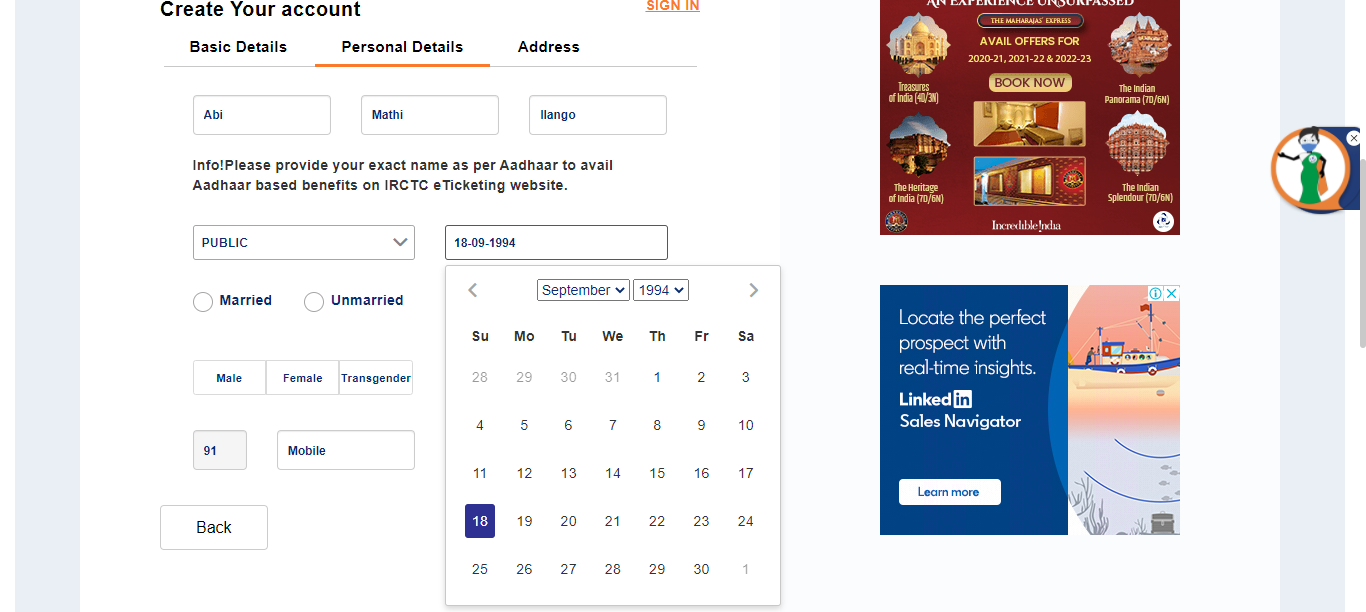 Create Your account
SIGN IN
Basic Details Personal Details Address
Abi Mathi Ilango
Info!Please provide your exact name as per Aadhaar to avail
Aadhaar based benefits on IRCTC eTicketing website.
PUBLIC 18-09-1994
Married Unmarried
Male Female Transgender
91 Mobile
Back
September 1994
Su Mo Tu We Th Fr Sa
28 29 30 31 1 2 3
4 5 6 7 8 9 10
11 12 13 14 15 16 17
18 19 20 21 22 23 24
25 26 27 28 29 30 1
AN EXPERIENCE UNSURPASSED
THE MAHARAJAS' EXPRESS
AVAIL OFFERS FOR
2020-21, 2021-22 & 2022-23
BOOK NOW
Treasures
of India (4D/3N)
The Indian
Panorama (7D/6N)
The Heritage
of India (7D/6N)
The Indian
Splendour (7D/6N)
Incredible!ndia
Locate the perfect
prospect with
real-time insights.
Linked in
Sales Navigator
Learn more